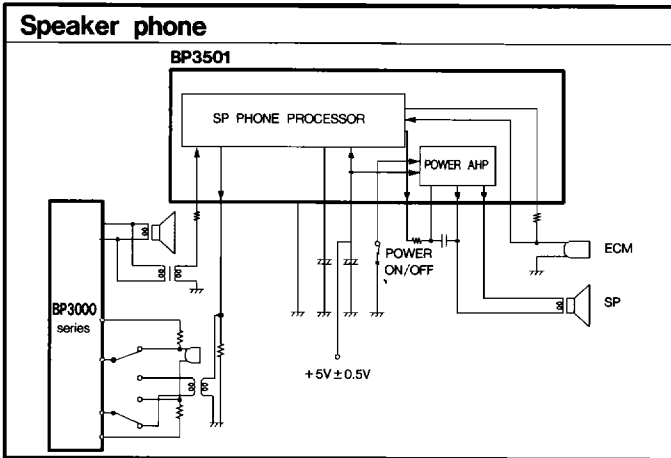 Speaker phone
BP3501
SP PHONE PROCESSOR
POWER AHP
POWER
ON/OFF
ECM
SP
BP3000
series
+5V±0.5V